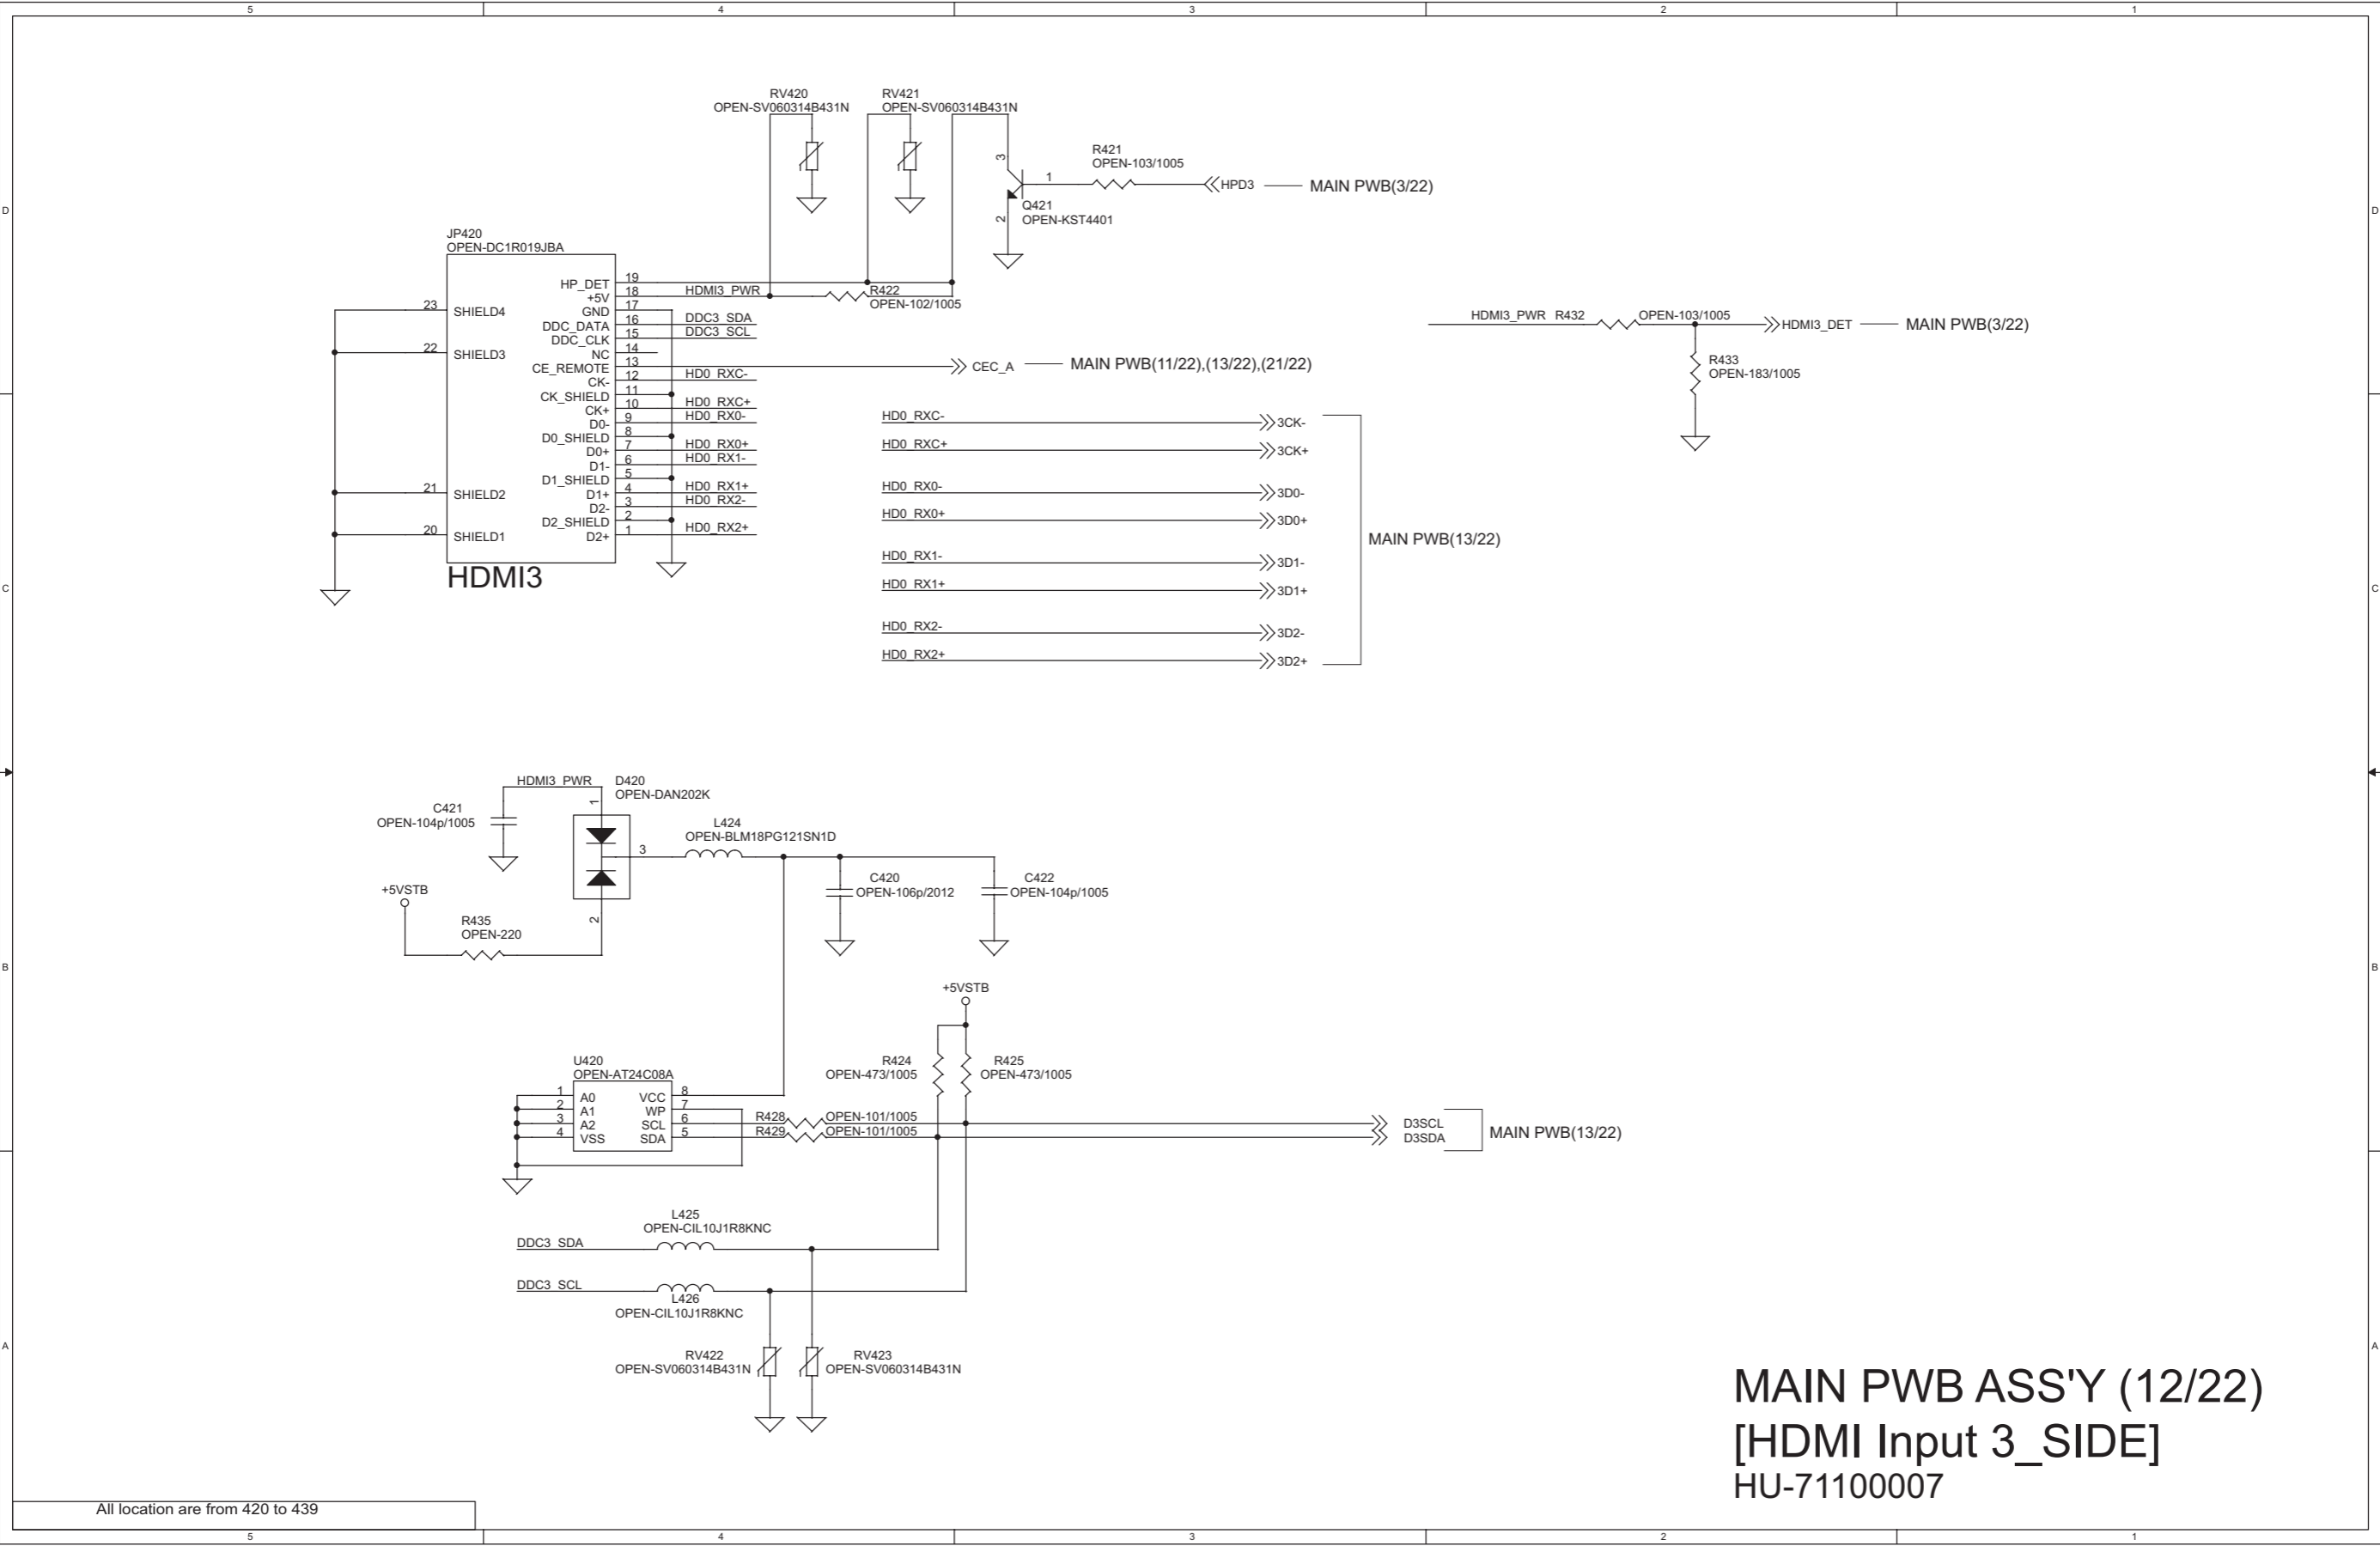 5 4 3 2 1
RV420
OPEN-SV060314B431N
RV421
OPEN-SV060314B431N
3
R421
OPEN-103/1005
1
HPD3
MAIN PWB(3/22)
Q421
OPEN-KST4401
2
D D
JP420
OPEN-DC1R019JBA
HP_DET 19
+5V 18 HDMI3_PWR
R422
OPEN-102/1005
GND 17
23 SHIELD4
DDC_DATA 16 DDC3_SDA
DDC_CLK 15 DDC3_SCL
NC 14
22 SHIELD3
CE_REMOTE 13
CEC_A MAIN PWB(11/22),(13/22),(21/22)
CK- 12 HD0_RXC-
CK_SHIELD 11
CK+ 10 HD0_RXC+
D0- 9 HD0_RX0-
D0_SHIELD 8
D0+ 7 HD0_RX0+
D1- 6 HD0_RX1-
D1_SHIELD 5
21 SHIELD2
D1+ 4 HD0_RX1+
D2- 3 HD0_RX2-
D2_SHIELD 2
20 SHIELD1
D2+ 1 HD0_RX2+
HDMI3
HDMI3_PWR R432 OPEN-103/1005
HDMI3_DET MAIN PWB(3/22)
R433
OPEN-183/1005
HD0_RXC- 3CK-
HD0_RXC+ 3CK+
HD0_RX0- 3D0-
HD0_RX0+ 3D0+
MAIN PWB(13/22)
HD0_RX1- 3D1-
HD0_RX1+ 3D1+
HD0_RX2- 3D2-
HD0_RX2+ 3D2+
C C
HDMI3_PWR
D420
OPEN-DAN202K
C421
OPEN-104p/1005
1
L424
OPEN-BLM18PG121SN1D
3
C420
OPEN-106p/2012
C422
OPEN-104p/1005
+5VSTB
2
R435
OPEN-220
B B
+5VSTB
R424
OPEN-473/1005
R425
OPEN-473/1005
U420
OPEN-AT24C08A
1 A0 VCC 8
2 A1 WP 7
3 A2 SCL 6
4 VSS SDA 5
R428 OPEN-101/1005
R429 OPEN-101/1005
D3SCL
D3SDA
MAIN PWB(13/22)
L425
OPEN-CIL10J1R8KNC
DDC3_SDA
DDC3_SCL
L426
OPEN-CIL10J1R8KNC
RV422
OPEN-SV060314B431N
RV423
OPEN-SV060314B431N
A A
MAIN PWB ASS'Y (12/22)
[HDMI Input 3_SIDE]
HU-71100007
All location are from 420 to 439
5 4 3 2 1